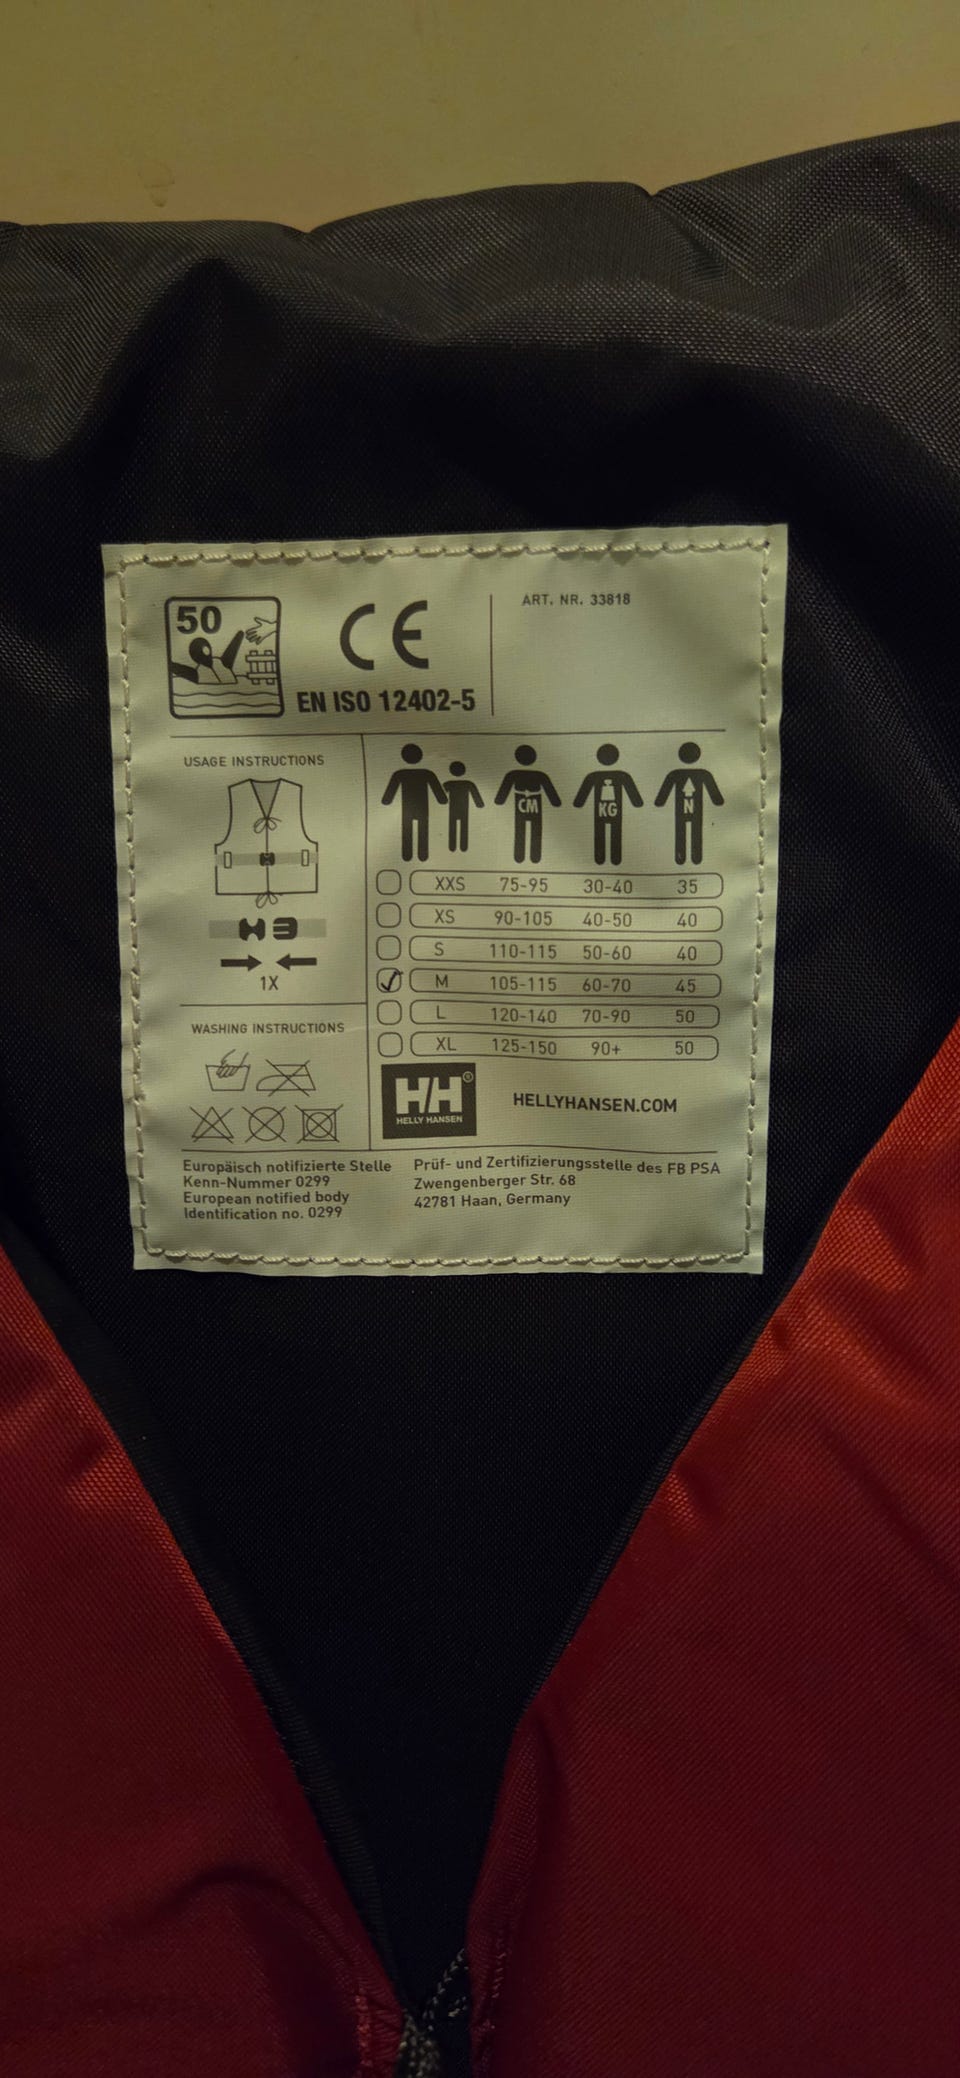 50
CE
EN ISO 12402-5
ART. NR. 33818
USAGE INSTRUCTIONS
1X
WASHING INSTRUCTIONS
CM KG N
XXS 75-95 30-40 35
XS 90-105 40-50 40
S 110-115 50-60 40
M 105-115 60-70 45
L 120-140 70-90 50
XL 125-150 90+ 50
HH®
HELLY HANSEN
HELLYHANSEN.COM
Europäisch notifizierte Stelle
Kenn-Nummer 0299
European notified body
Identification no. 0299
Prüf- und Zertifizierungsstelle des FB PSA
Zwengenberger Str. 68
42781 Haan, Germany